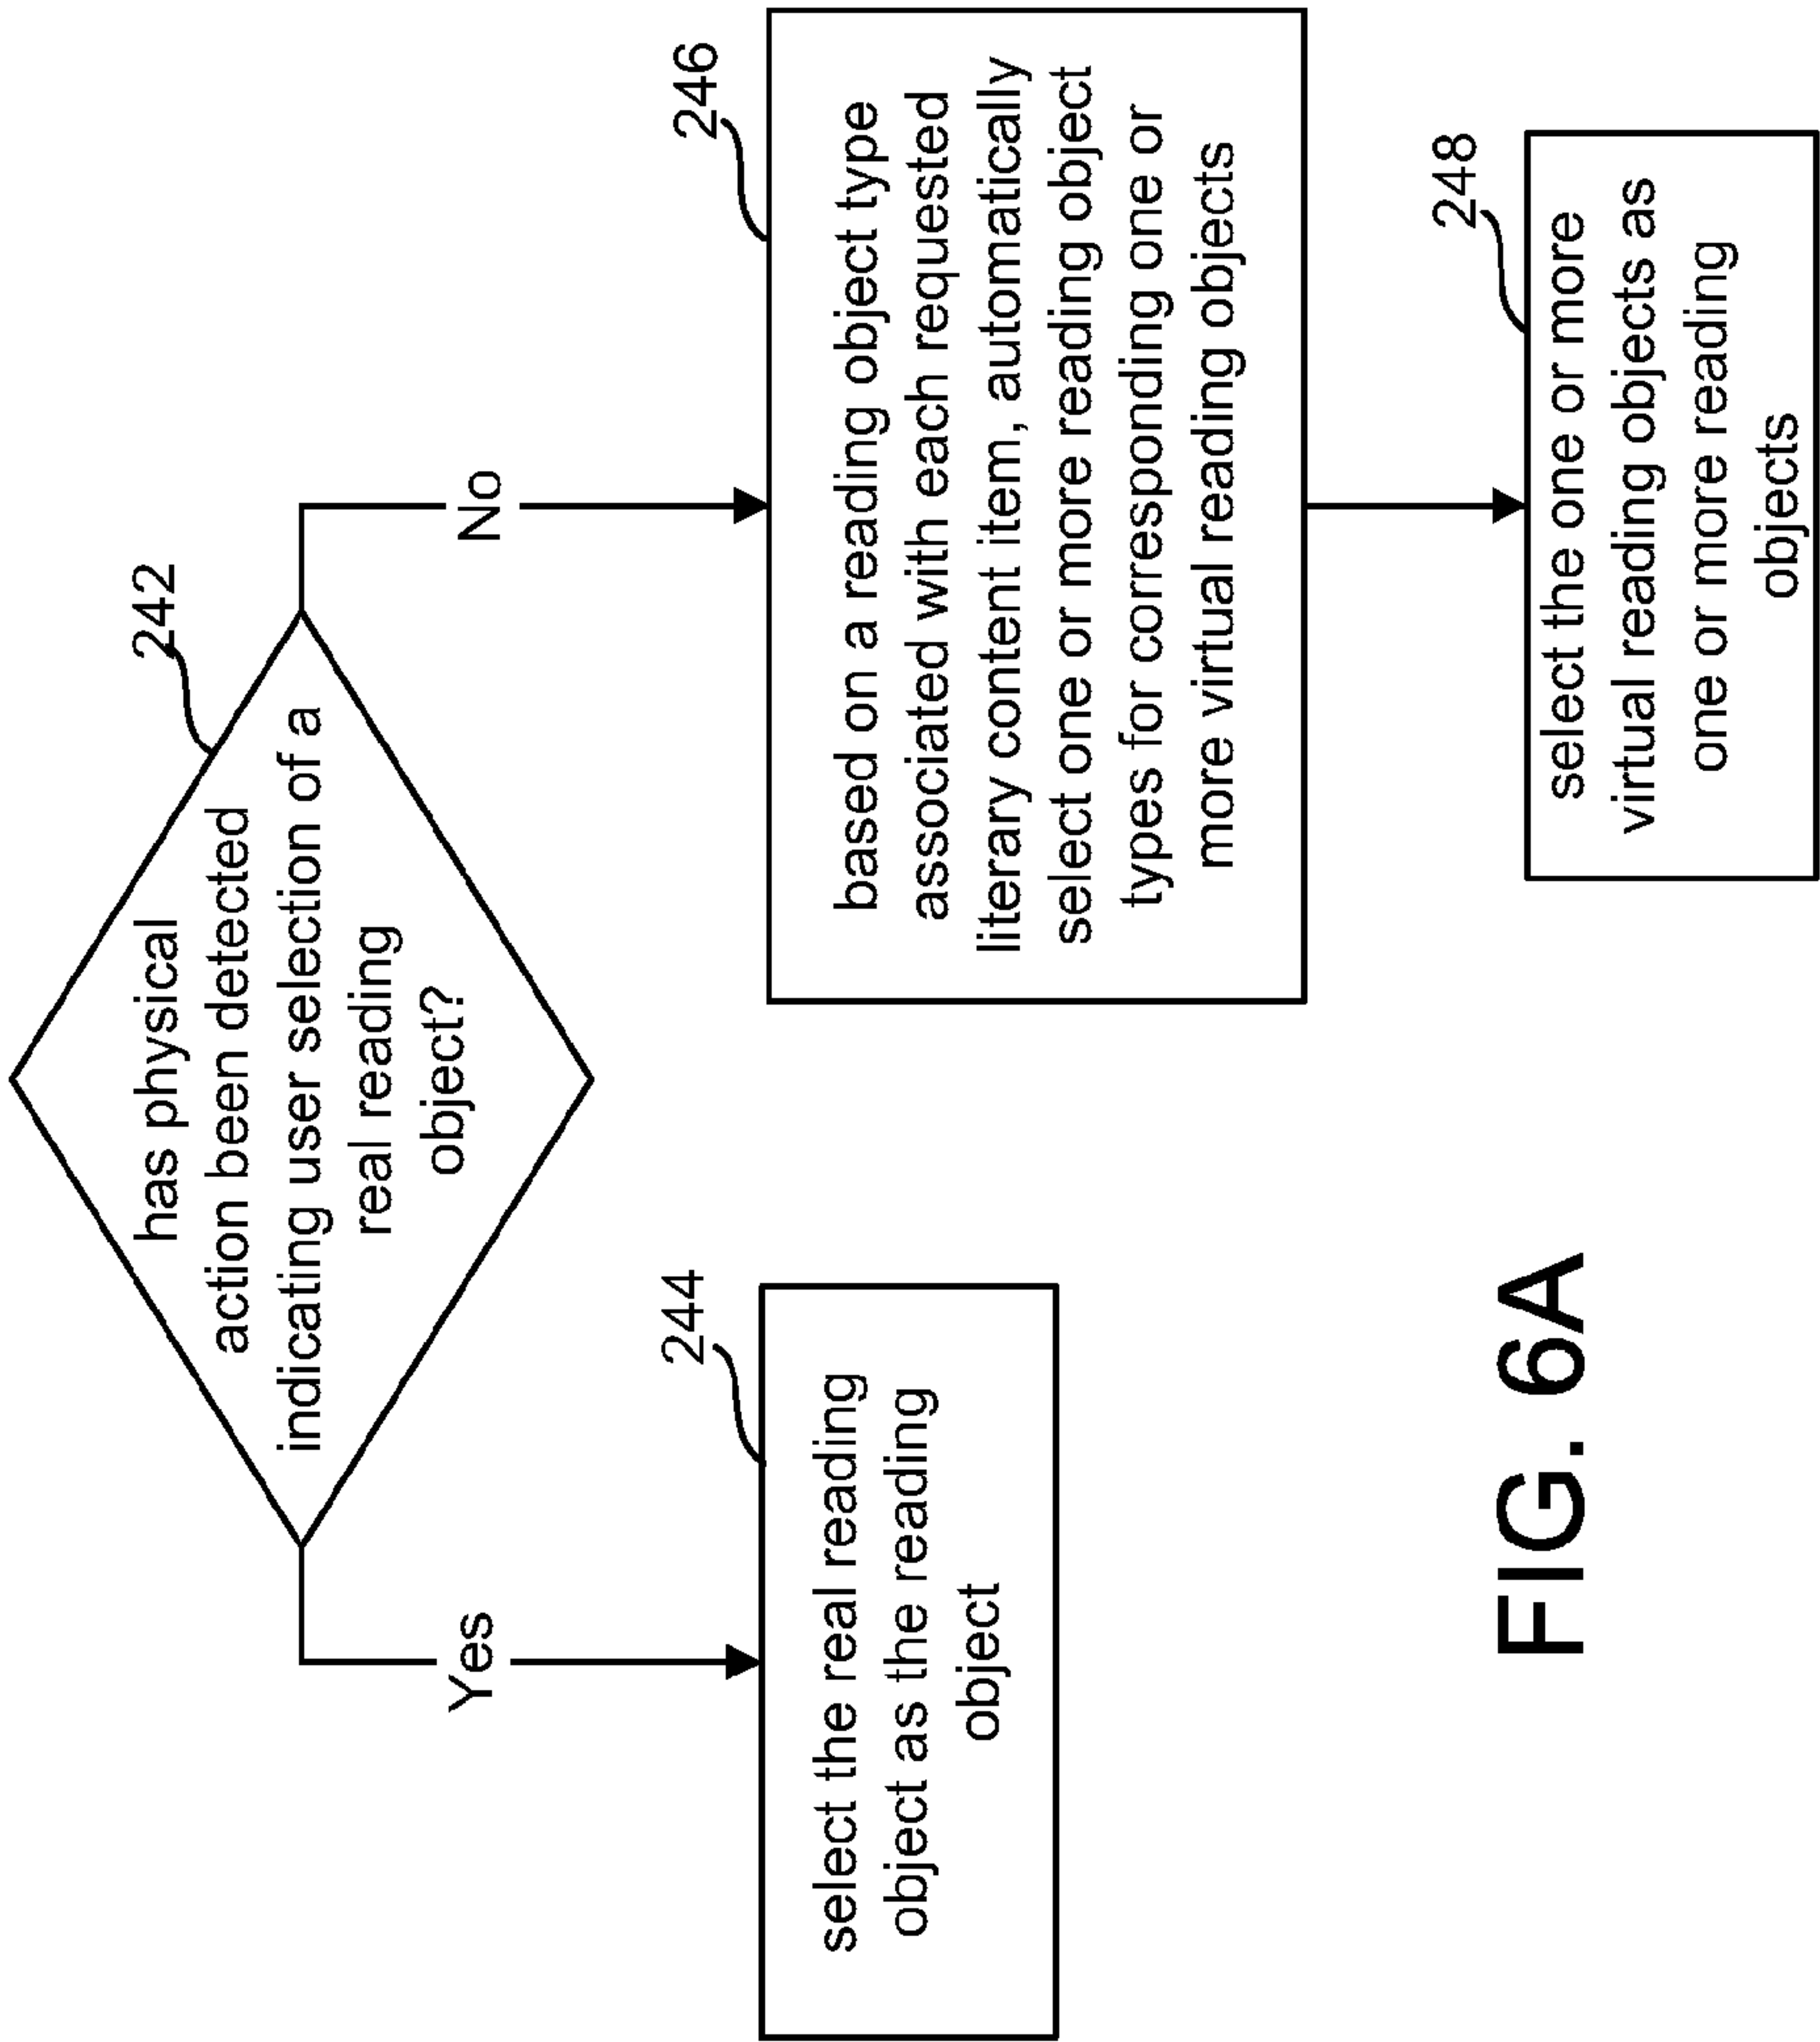 242
has physical
action been detected
indicating user selection of a
real reading
object?
Yes
No
244
select the real reading
object as the reading
object
246
based on a reading object type
associated with each requested
literary content item, automatically
select one or more reading object
types for corresponding one or
more virtual reading objects
248
select the one or more
virtual reading objects as
one or more reading
objects
FIG. 6A